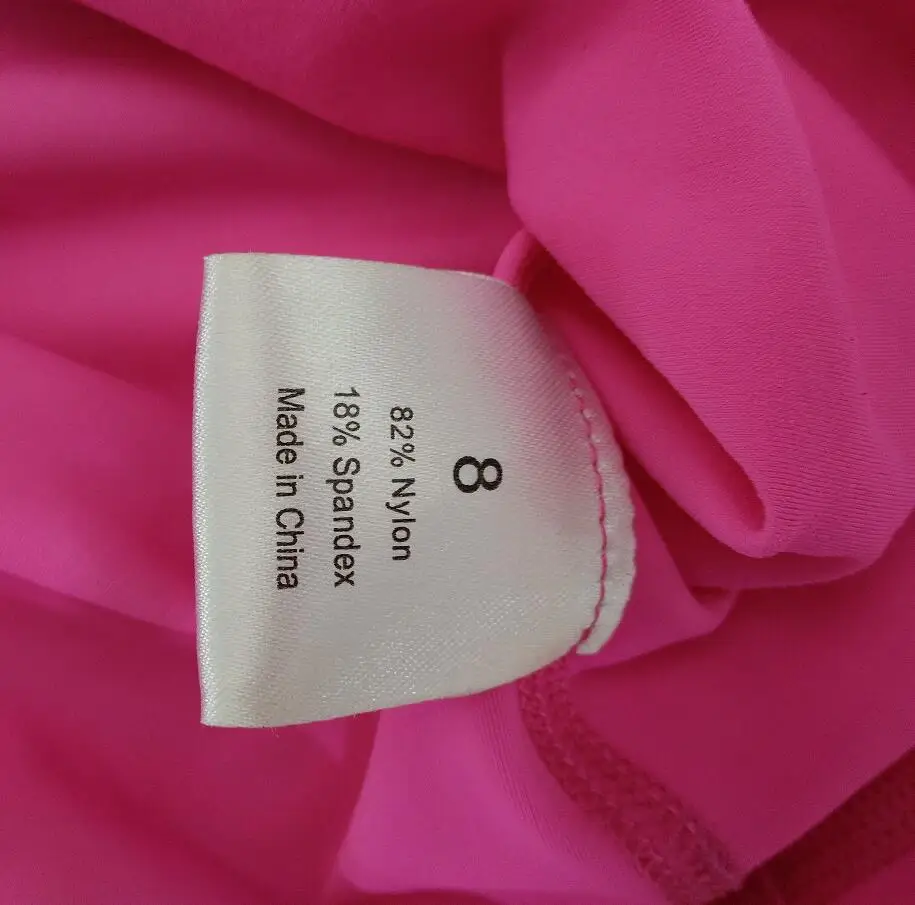 8
82% Nylon
18% Spandex
Made in China